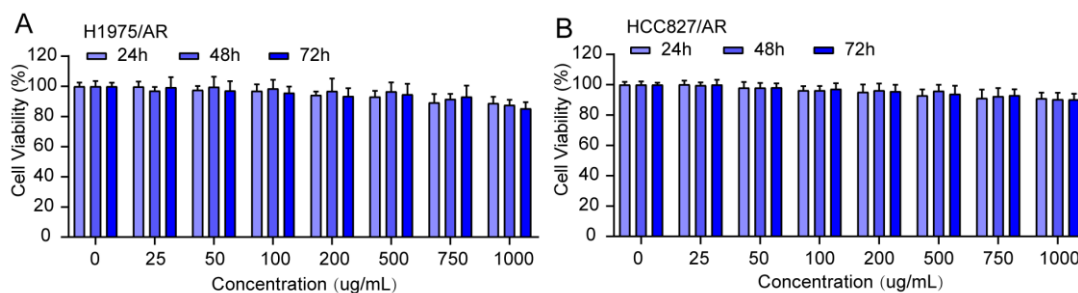 A
H1975/AR
24h 48h 72h
Cell Viability (%)
120
100
80
60
40
20
0
0 25 50 100 200 500 750 1000
Concentration (ug/mL)
B
HCC827/AR
24h 48h 72h
Cell Viability (%)
120
100
80
60
40
20
0
0 25 50 100 200 500 750 1000
Concentration (ug/mL)